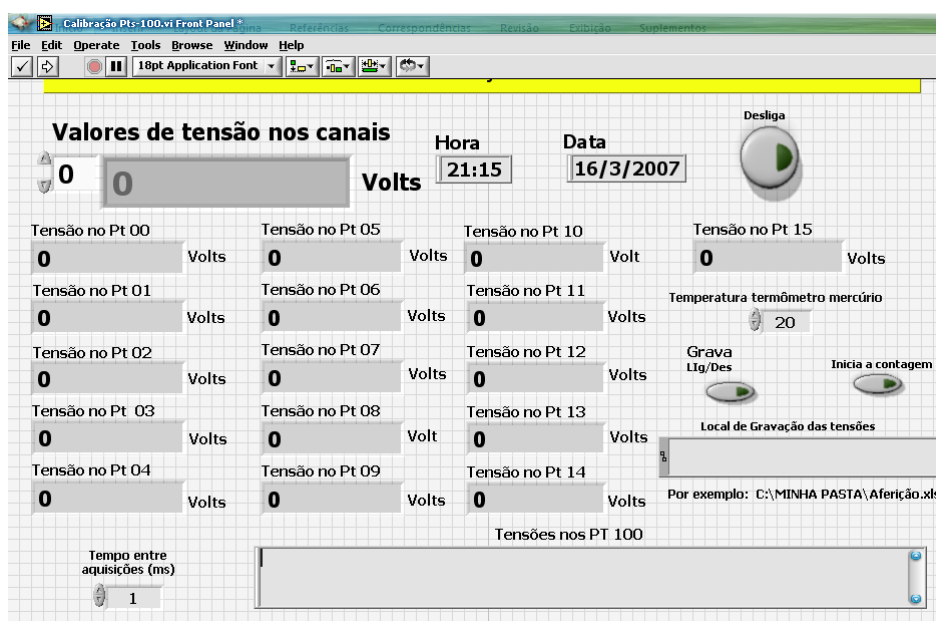 Calibração Pts-100.vi Front Panel *
Referências Correspondências Revisão Exibição Suplementos
File Edit Operate Tools Browse Window Help
18pt Application Font
Valores de tensão nos canais
Hora
Data
Desliga
0
0
Volts
21:15
16/3/2007
Tensão no Pt 00
Tensão no Pt 05
Tensão no Pt 10
Tensão no Pt 15
0 Volts
0 Volts
0 Volt
0 Volts
Tensão no Pt 01
Tensão no Pt 06
Tensão no Pt 11
Temperatura termômetro mercúrio
0 Volts
0 Volts
0 Volts
20
Tensão no Pt 02
Tensão no Pt 07
Tensão no Pt 12
Grava
LIg/Des
Inicia a contagem
0 Volts
0 Volts
0 Volts
Tensão no Pt 03
Tensão no Pt 08
Tensão no Pt 13
Local de Gravação das tensões
0 Volts
0 Volt
0 Volts
Tensão no Pt 04
Tensão no Pt 09
Tensão no Pt 14
0 Volts
0 Volts
0 Volts
Por exemplo: C:\MINHA PASTA\Aferição.xls
Tensões nos PT 100
Tempo entre
aquisições (ms)
1